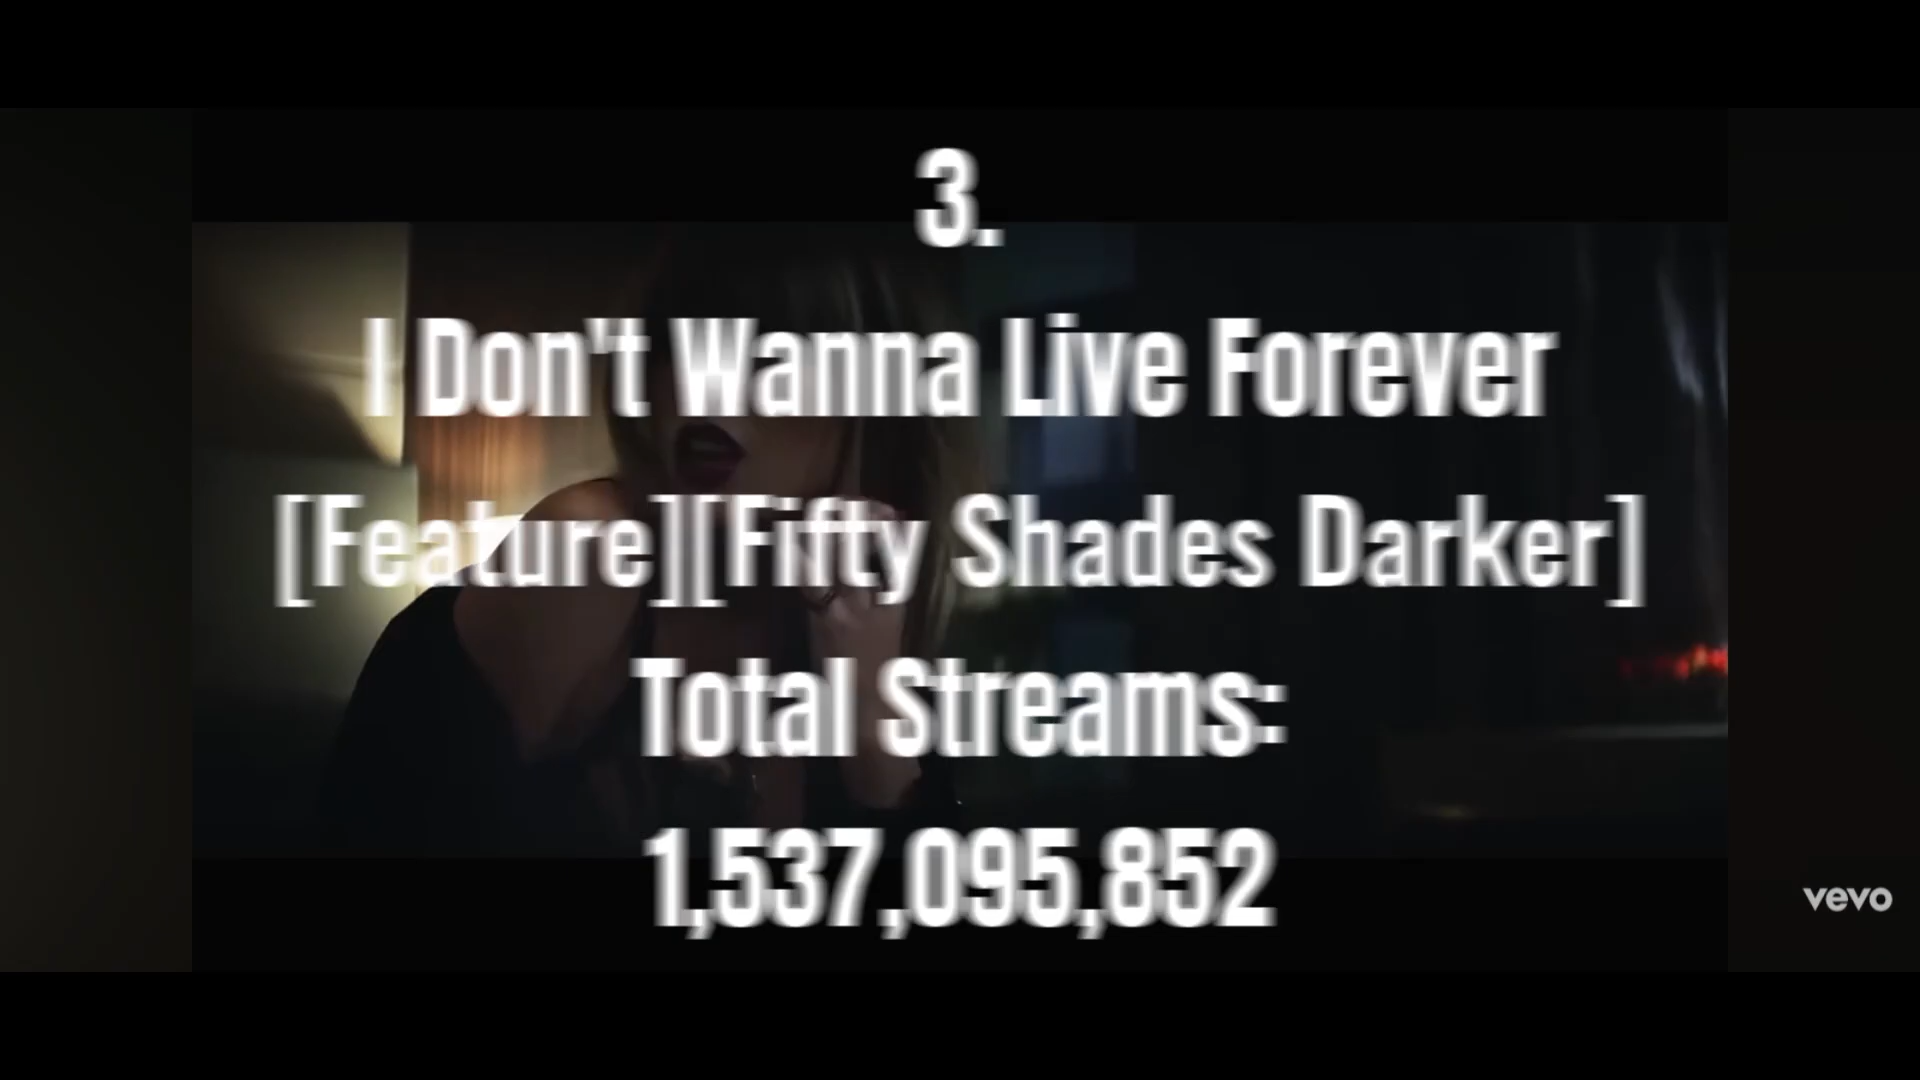 3.
I Don't Wanna Live Forever
[Feature][Fifty Shades Darker]
Total Streams:
1,537,095,852
vevo